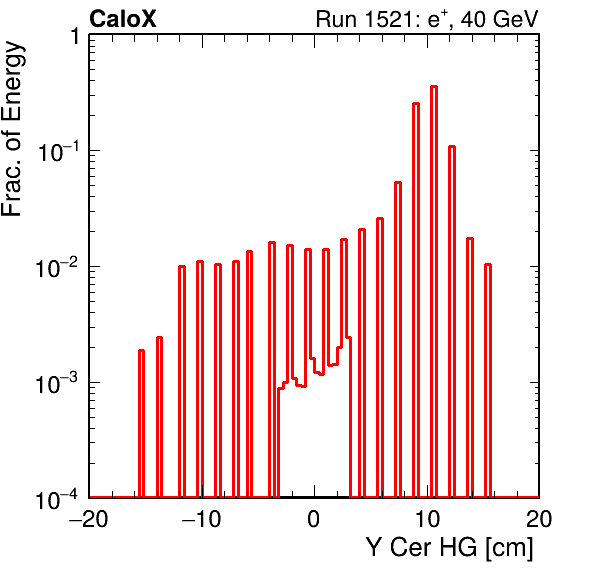 CaloX Run 1521: e⁺, 40 GeV
Frac. of Energy
1
10⁻¹
10⁻²
10⁻³
10⁻⁴
−20 −10 0 10 20
Y Cer HG [cm]